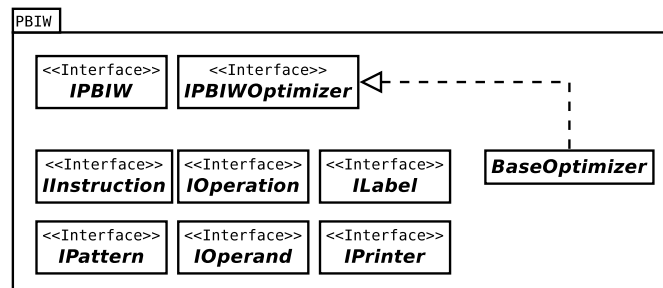 PBIW
<<Interface>>
IPBIW
<<Interface>>
IPBIWOptimizer
<<Interface>>
IInstruction
<<Interface>>
IOperation
<<Interface>>
ILabel
BaseOptimizer
<<Interface>>
IPattern
<<Interface>>
IOperand
<<Interface>>
IPrinter